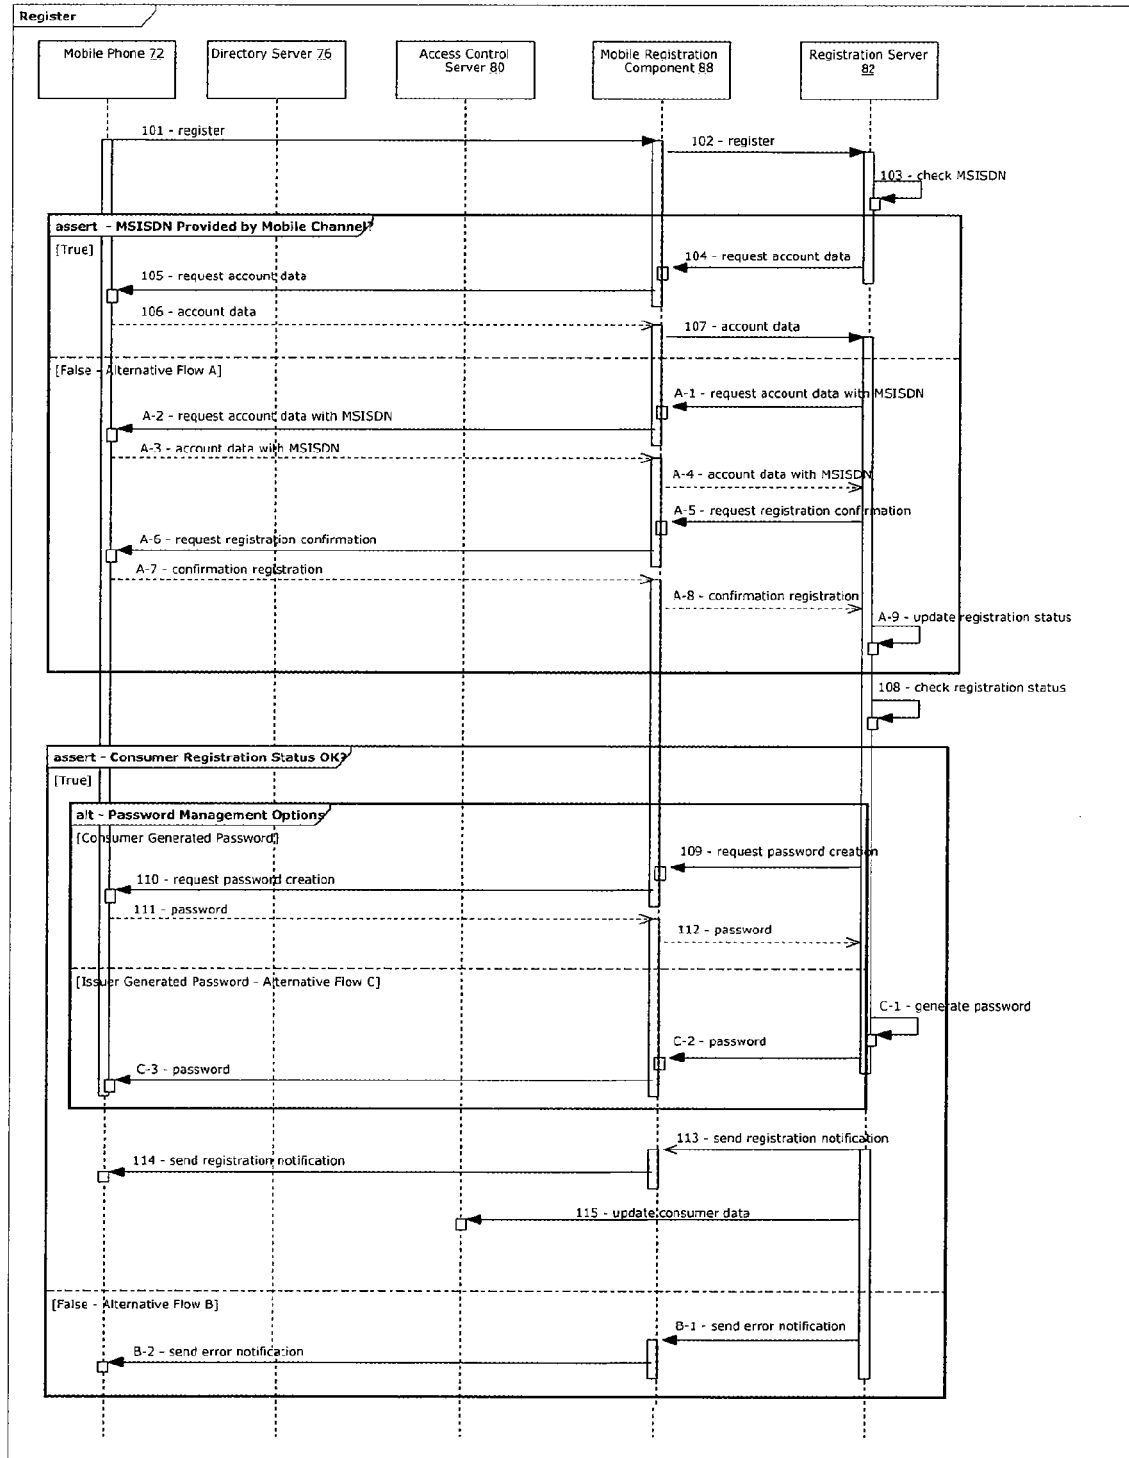 Register
Mobile Phone 72
Directory Server 76
Access Control
Server 80
Mobile Registration
Component 88
Registration Server
82
101 - register
102 - register
103 - check MSISDN
assert - MSISDN Provided by Mobile Channel?
[True]
104 - request account data
105 - request account data
106 - account data
107 - account data
[False - Alternative Flow A]
A-1 - request account data with MSISDN
A-2 - request account data with MSISDN
A-3 - account data with MSISDN
A-4 - account data with MSISDN
A-5 - request registration confirmation
A-6 - request registration confirmation
A-7 - confirmation registration
A-8 - confirmation registration
A-9 - update registration status
108 - check registration status
assert - Consumer Registration Status OK?
[True]
alt - Password Management Options
[Consumer Generated Password]
109 - request password creation
110 - request password creation
111 - password
112 - password
[Issuer Generated Password - Alternative Flow C]
C-1 - generate password
C-2 - password
C-3 - password
113 - send registration notification
114 - send registration notification
115 - update consumer data
[False - Alternative Flow B]
B-1 - send error notification
B-2 - send error notification